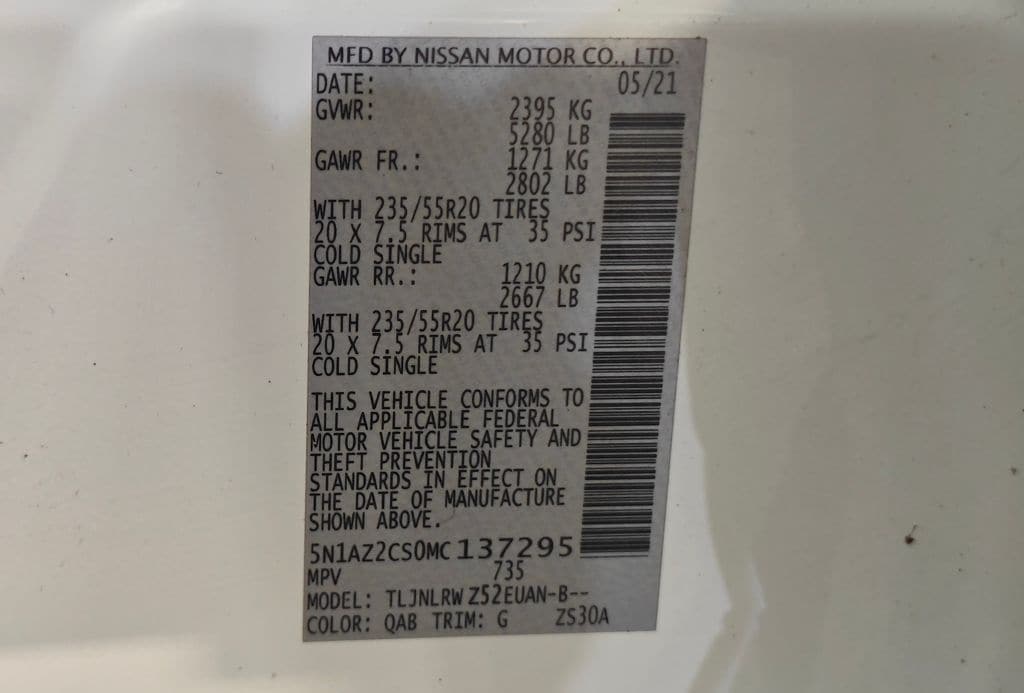 MFD BY NISSAN MOTOR CO., LTD.
DATE: 05/21
GVWR: 2395 KG
5280 LB
GAWR FR.: 1271 KG
2802 LB
WITH 235/55R20 TIRES
20 X 7.5 RIMS AT 35 PSI
COLD SINGLE
GAWR RR.: 1210 KG
2667 LB
WITH 235/55R20 TIRES
20 X 7.5 RIMS AT 35 PSI
COLD SINGLE
THIS VEHICLE CONFORMS TO
ALL APPLICABLE FEDERAL
MOTOR VEHICLE SAFETY AND
THEFT PREVENTION
STANDARDS IN EFFECT ON
THE DATE OF MANUFACTURE
SHOWN ABOVE.
5N1AZ2CS0MC137295
MPV 735
MODEL: TLJNLRW Z52EUAN-B--
COLOR: QAB TRIM: G ZS30A